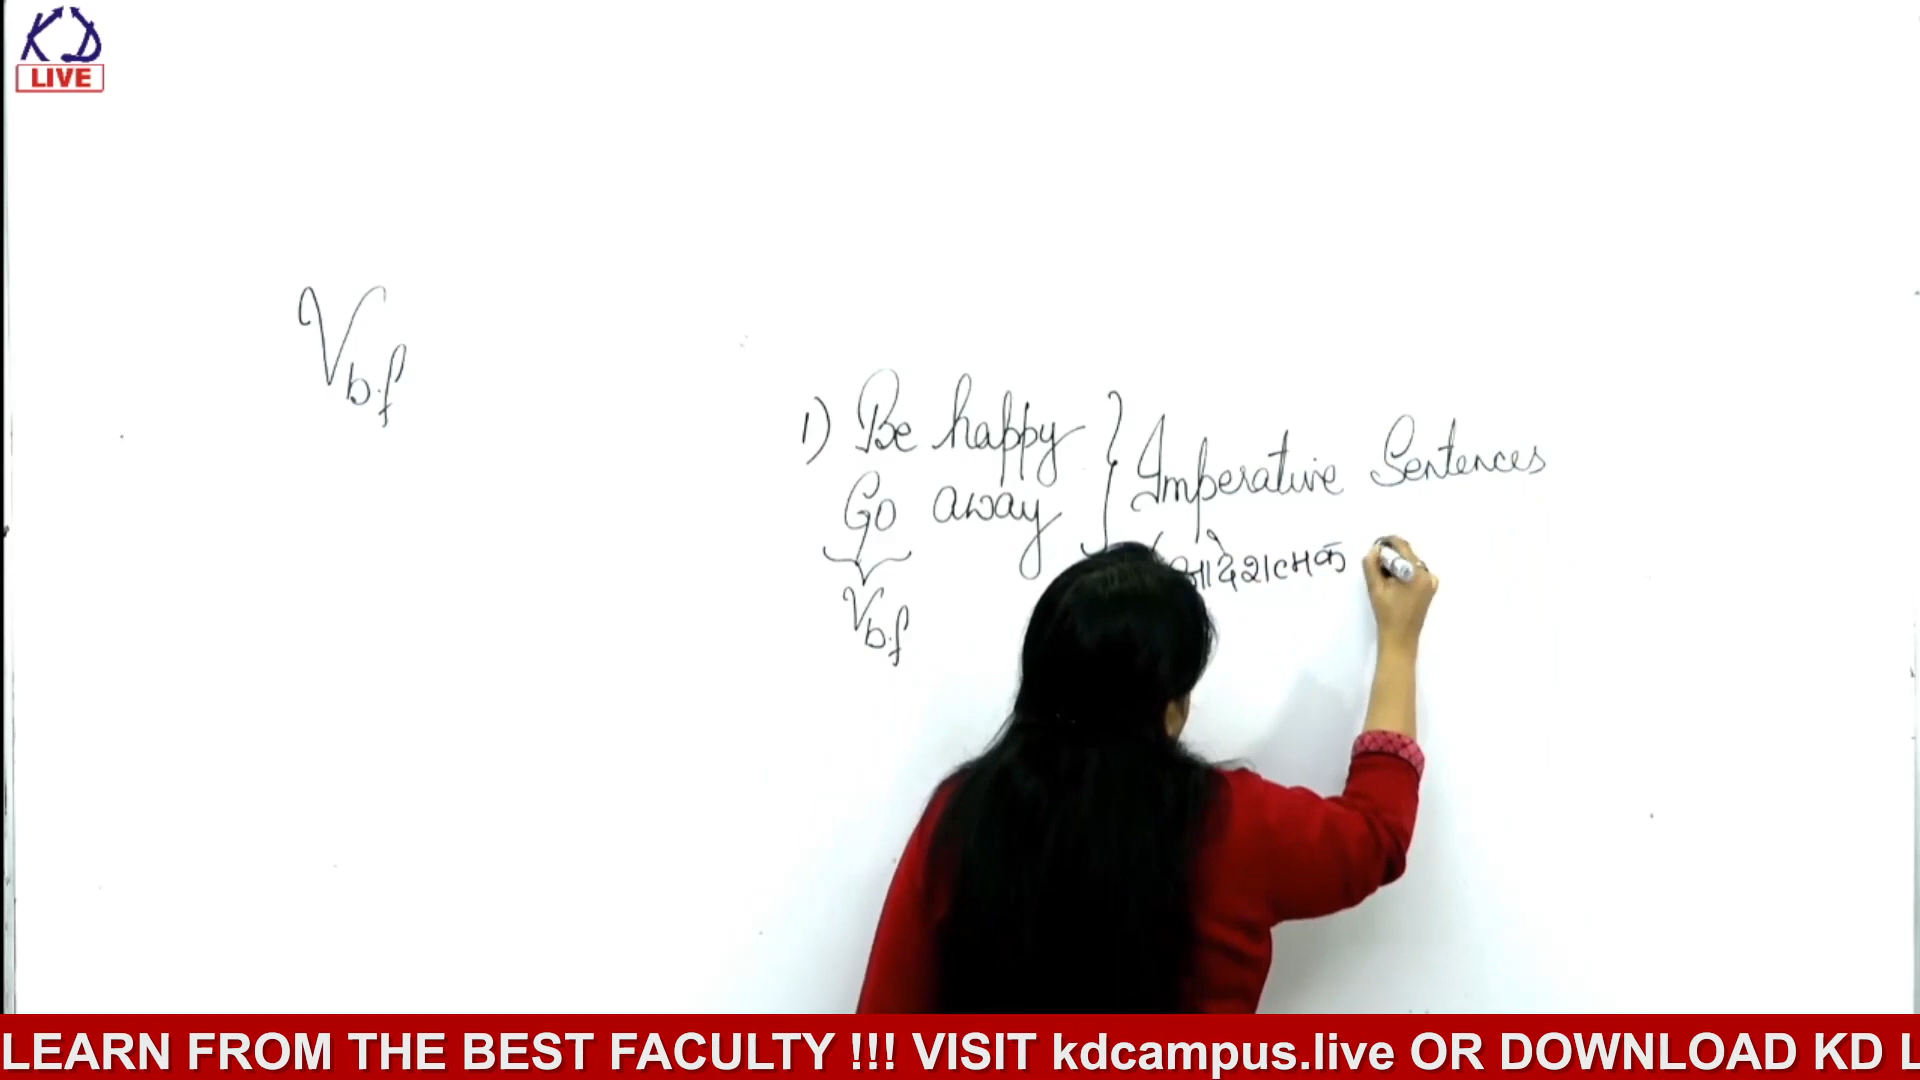 KD
LIVE
Vb.f
1) Be happy
Go away
Vb.f
} Imperative Sentences
(आदेशात्मक
LEARN FROM THE BEST FACULTY !!! VISIT kdcampus.live OR DOWNLOAD KD L